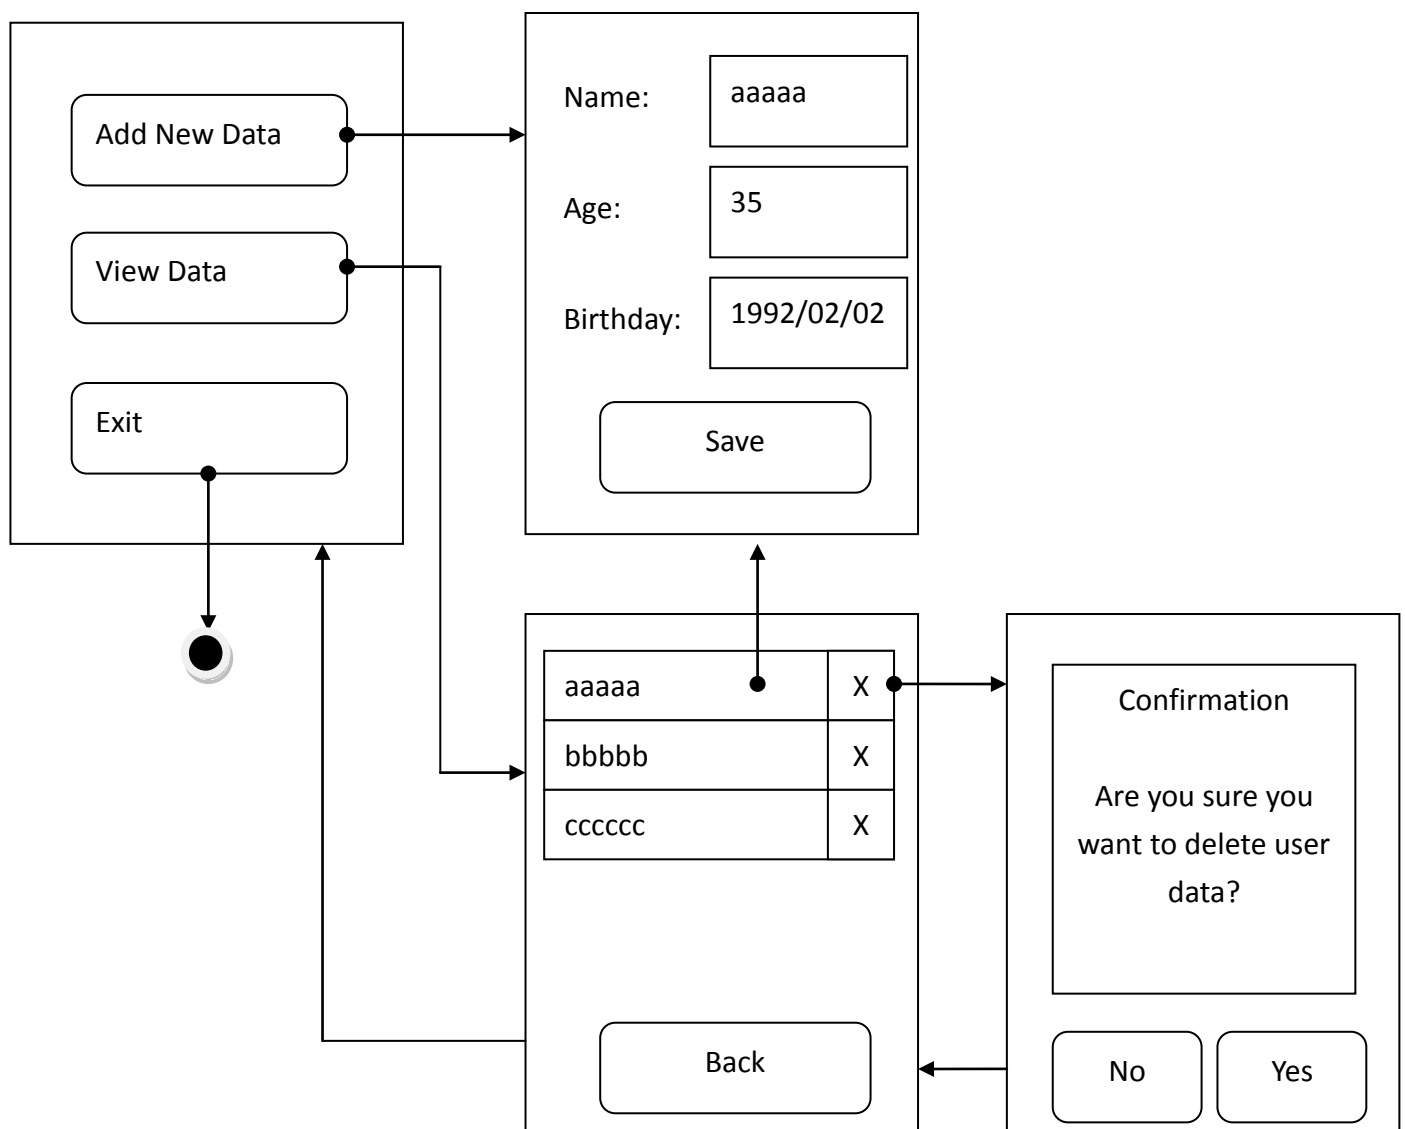 Add New Data
View Data
Exit
Name: aaaaa
Age: 35
Birthday: 1992/02/02
Save
aaaaa X
bbbbb X
cccccc X
Back
Confirmation
Are you sure you
want to delete user
data?
No Yes